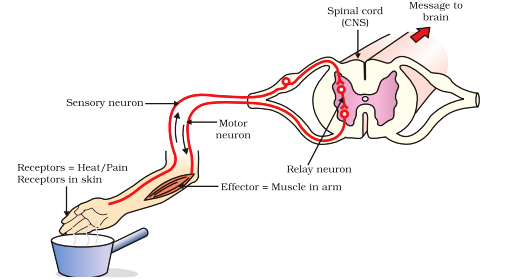 Spinal cord
(CNS)
Message to
brain
Sensory neuron
Motor
neuron
Relay neuron
Receptors = Heat/Pain
Receptors in skin
Effector = Muscle in arm